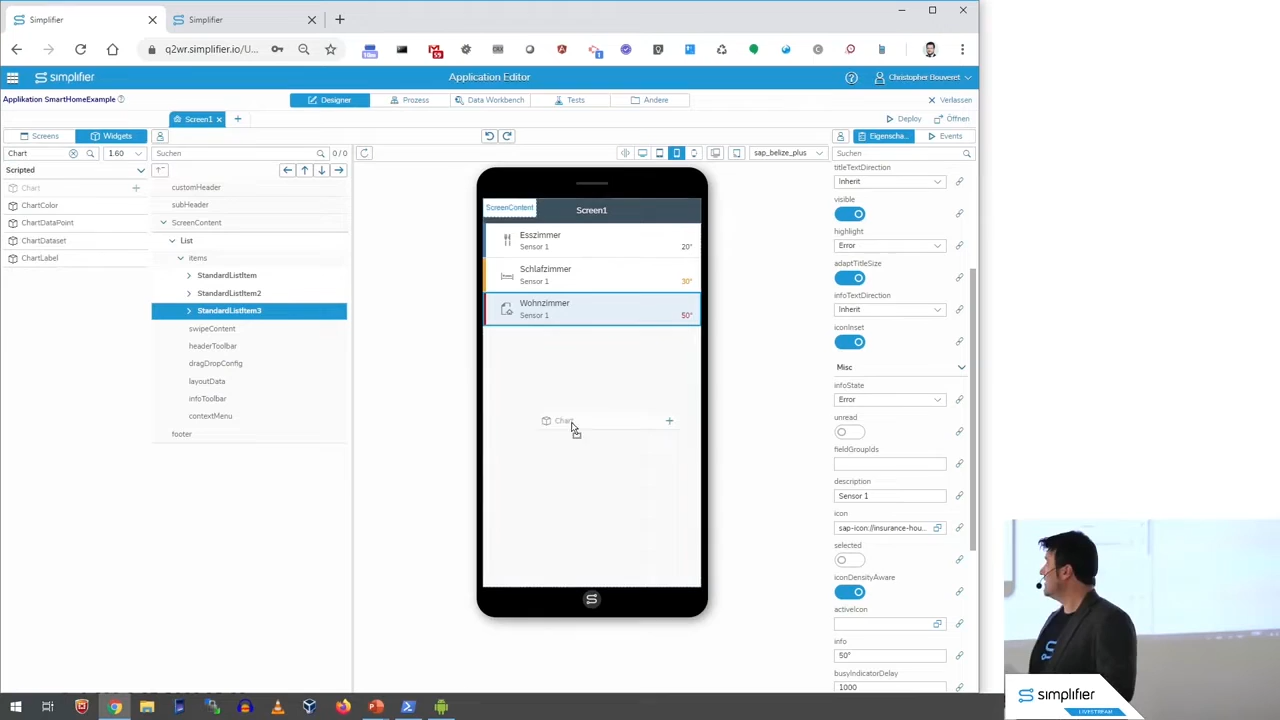 Simplifier
Simplifier
q2wr.simplifier.io/U...
10m
59
1
simplifier
Application Editor
Christopher Bouveret
Applikation SmartHomeExample
Designer
Prozess
Data Workbench
Tests
Andere
Verlassen
Screen1
Deploy
Öffnen
Screens
Widgets
Eigenscha...
Events
Chart
1.60
Suchen
0 / 0
sap_belize_plus
Suchen
Scripted
Chart
ChartColor
ChartDataPoint
ChartDataset
ChartLabel
customHeader
subHeader
ScreenContent
List
items
StandardListItem
StandardListItem2
StandardListItem3
swipeContent
headerToolbar
dragDropConfig
layoutData
infoToolbar
contextMenu
footer
ScreenContent
Screen1
Esszimmer
Sensor 1
20°
Schlafzimmer
Sensor 1
30°
Wohnzimmer
Sensor 1
50°
Chart
titleTextDirection
Inherit
visible
highlight
Error
adaptTitleSize
infoTextDirection
Inherit
iconInset
Misc
infoState
Error
unread
fieldGroupIds
description
Sensor 1
icon
sap-icon://insurance-hou...
selected
iconDensityAware
activeIcon
info
50°
busyIndicatorDelay
1000
simplifier
LIVESTREAM